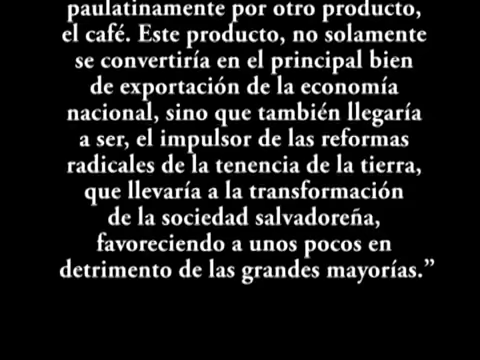 paulatinamente por otro producto,
el café. Este producto, no solamente
se convertiría en el principal bien
de exportación de la economía
nacional, sino que también llegaría
a ser, el impulsor de las reformas
radicales de la tenencia de la tierra,
que llevaría a la transformación
de la sociedad salvadoreña,
favoreciendo a unos pocos en
detrimento de las grandes mayorías.”